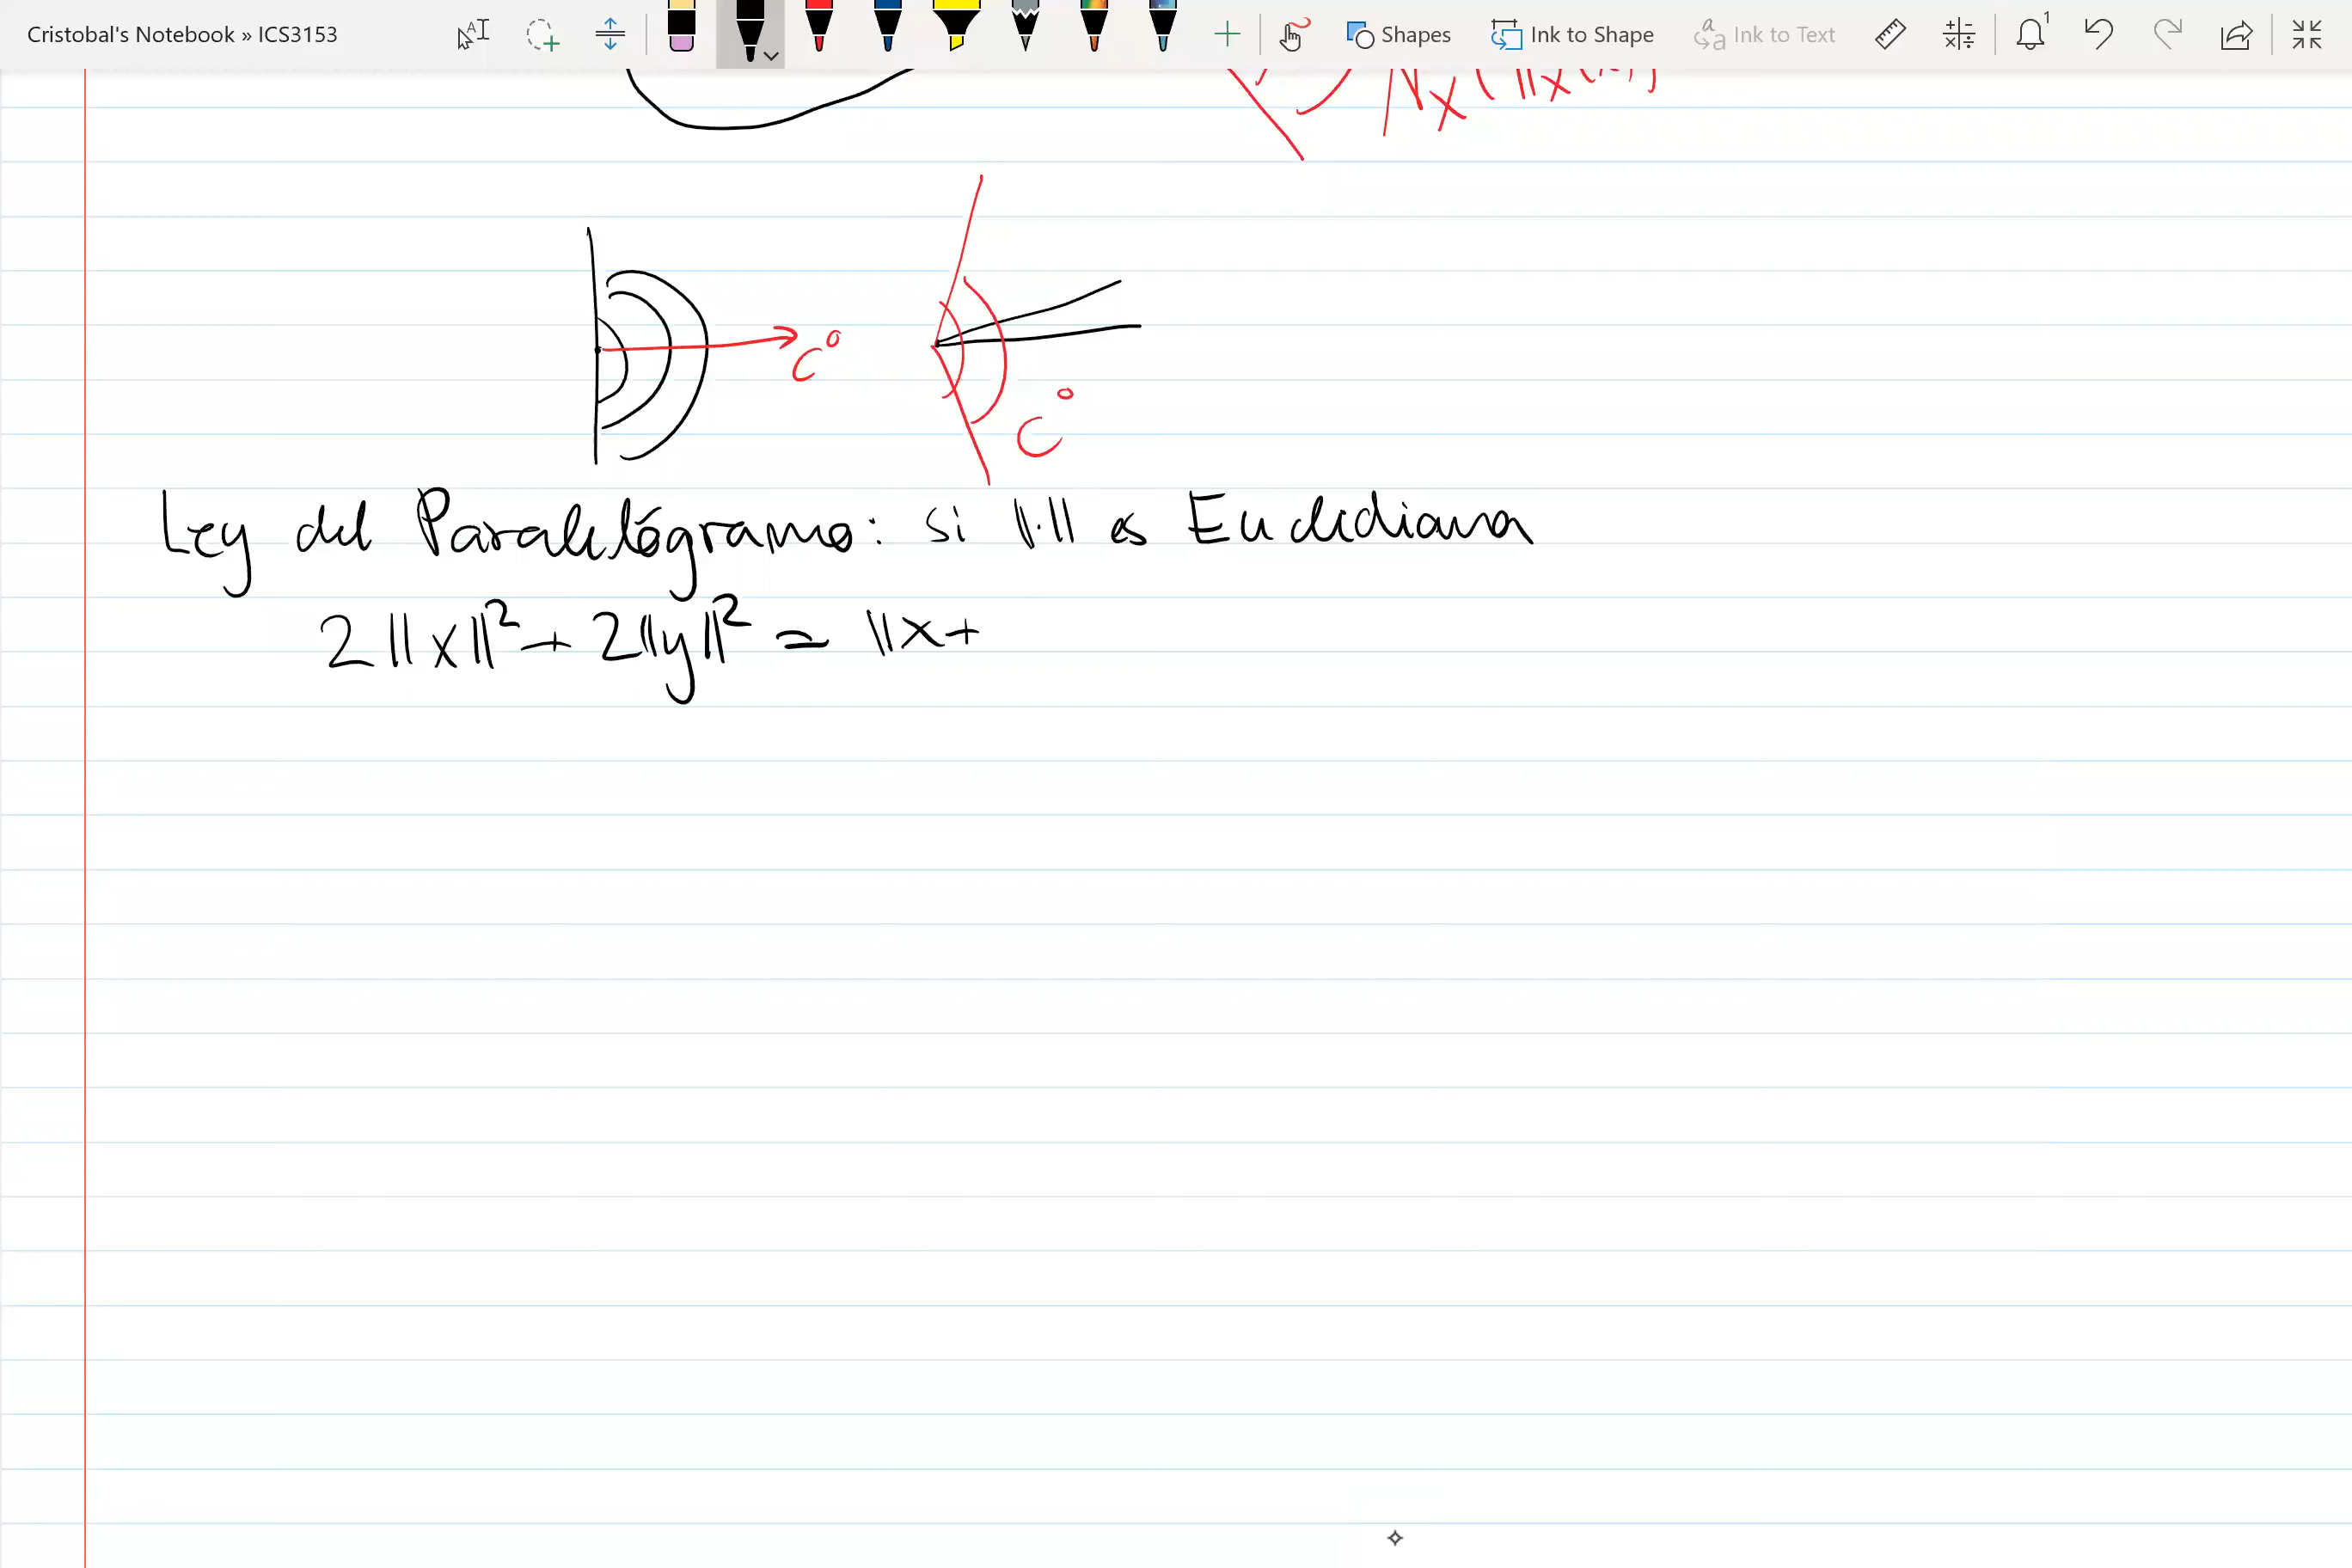 Cristobal's Notebook » ICS3153
Shapes
Ink to Shape
Ink to Text
1
C°
C°
Ley del Paralelógramo: si ||·|| es Euclidiana
2||x||² + 2||y||² = ||x+